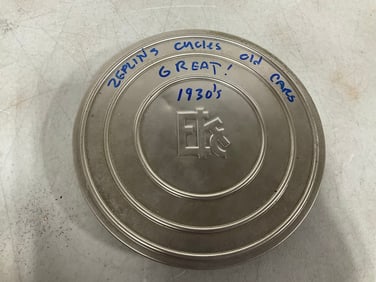 ZEPLINS cycles old CARS
GREAT!
1930's